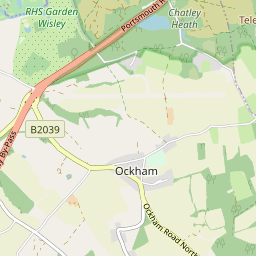 RHS Garden
Wisley
Portsmouth R
Chatley
Heath
Tele
B2039
y By-Pass
Ockham
Ockham Road North